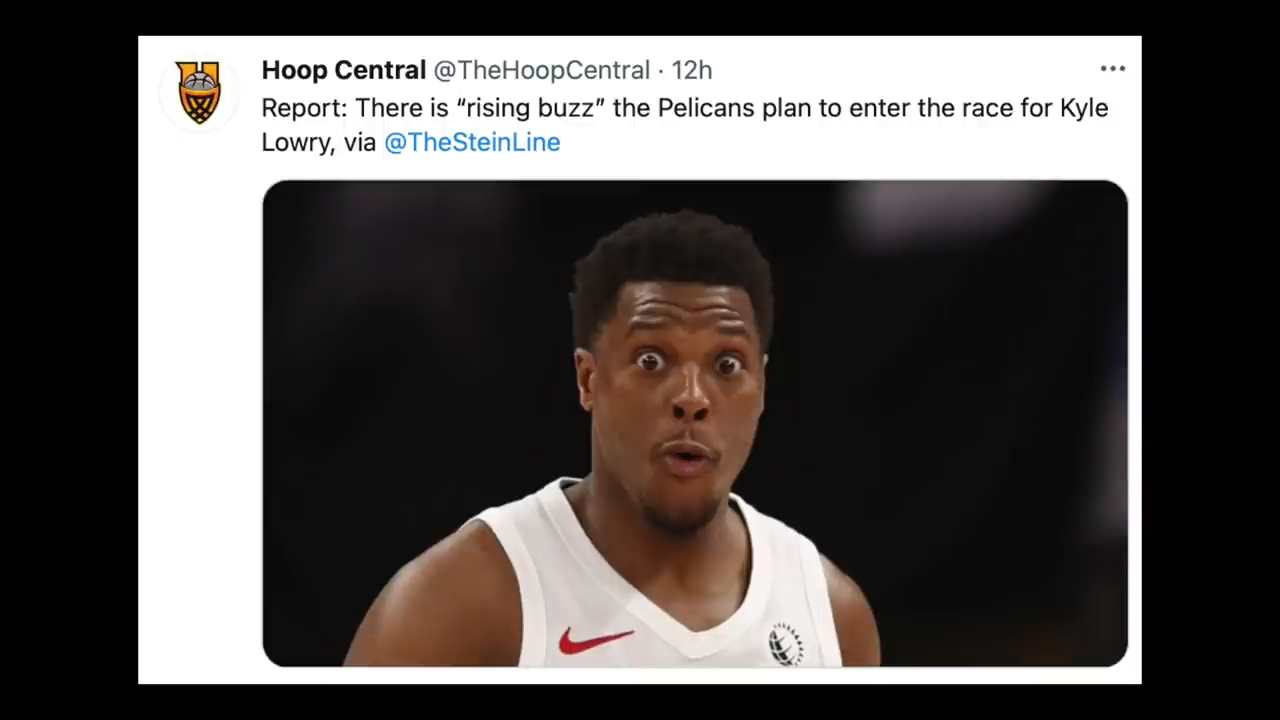 Hoop Central @TheHoopCentral · 12h
Report: There is “rising buzz” the Pelicans plan to enter the race for Kyle
Lowry, via @TheSteinLine